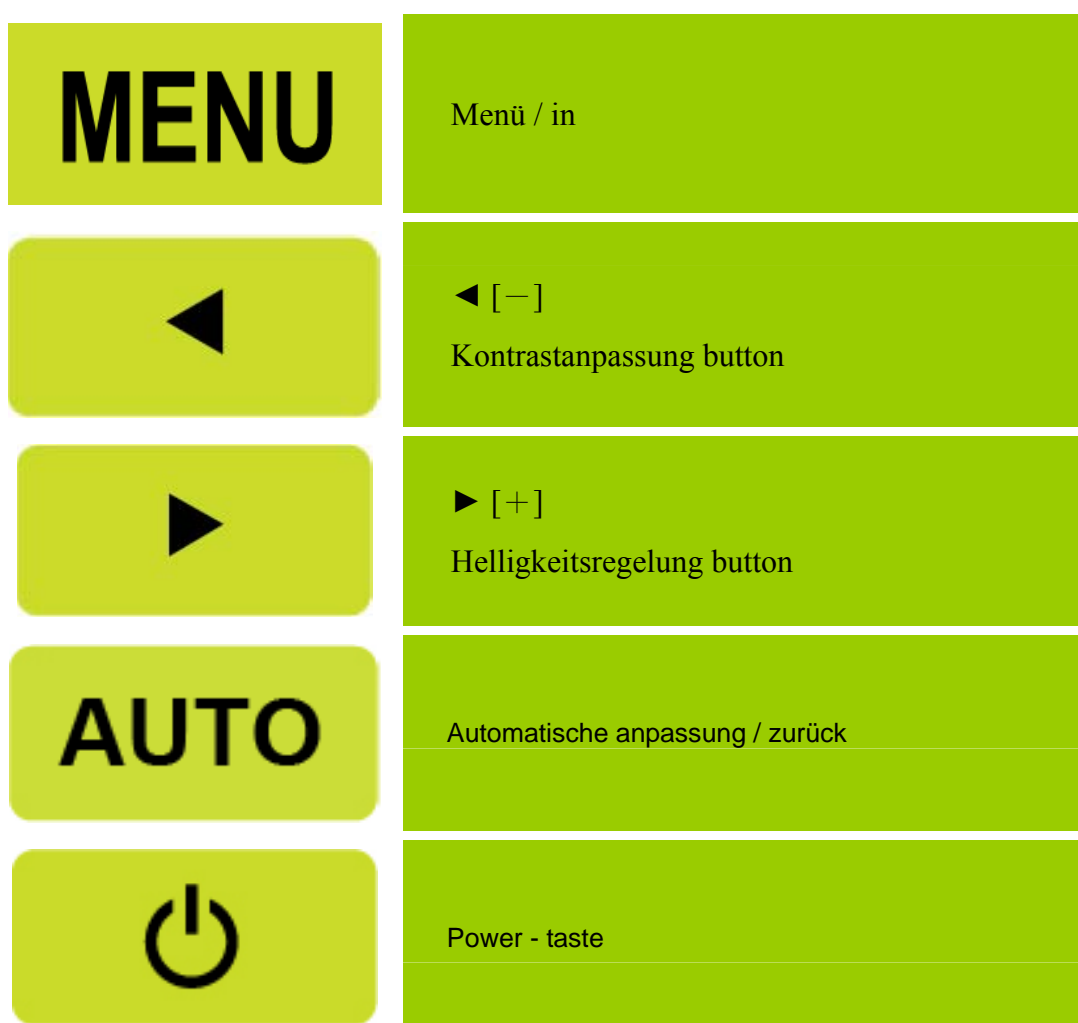 MENU
Menü / in
◄ [－]
◄
Kontrastanpassung button
► [＋]
►
Helligkeitsregelung button
AUTO
Automatische anpassung / zurück
Power - taste